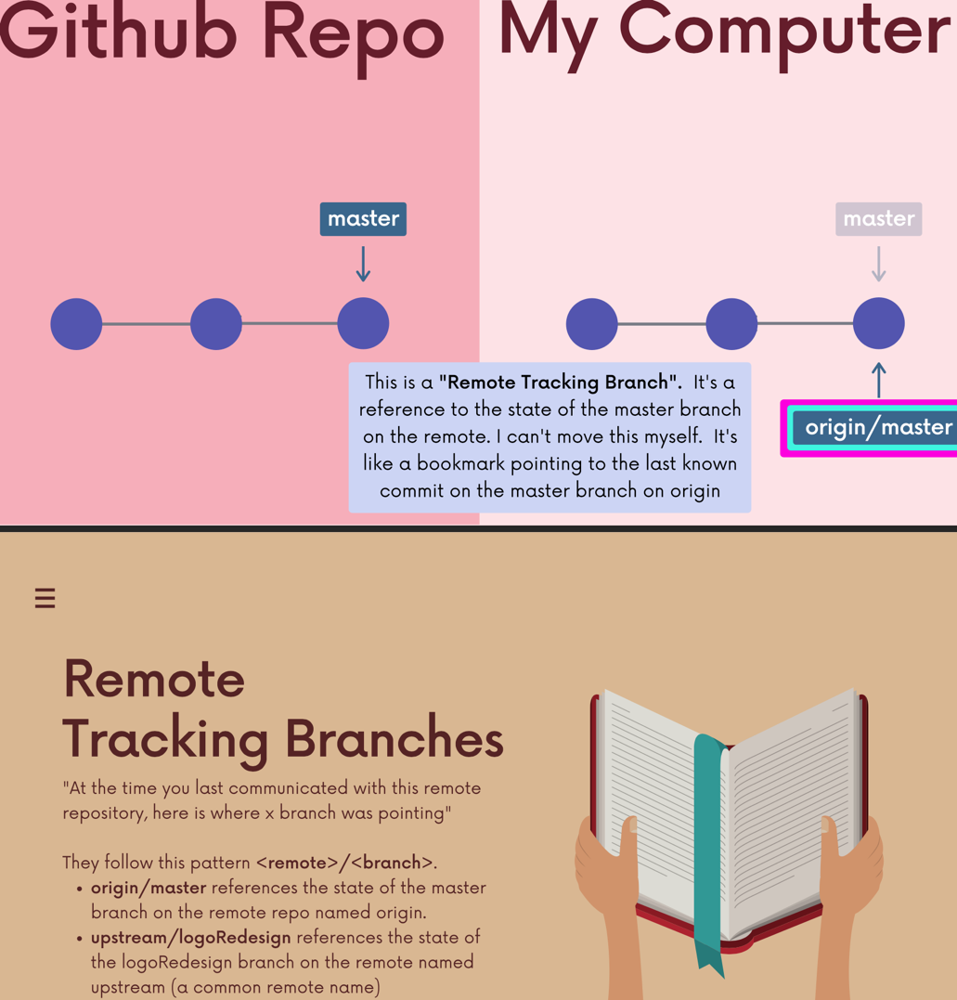 Github Repo
My Computer
master
master
This is a "Remote Tracking Branch". It's a
reference to the state of the master branch
on the remote. I can't move this myself. It's
like a bookmark pointing to the last known
commit on the master branch on origin
origin/master
Remote
Tracking Branches
"At the time you last communicated with this remote
repository, here is where x branch was pointing"
They follow this pattern <remote>/<branch>.
• origin/master references the state of the master
branch on the remote repo named origin.
• upstream/logoRedesign references the state of
the logoRedesign branch on the remote named
upstream (a common remote name)